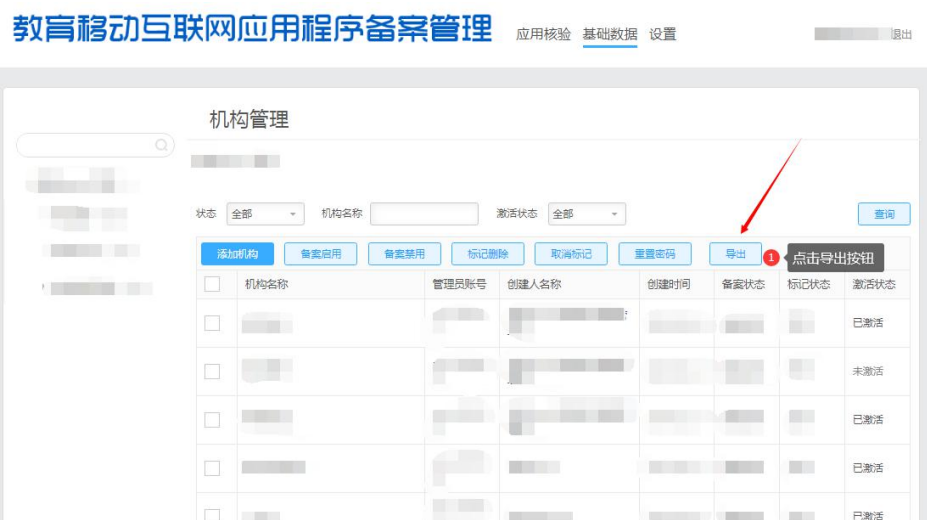 教育移动互联网应用程序备案管理 应用核验 基础数据 设置 退出
机构管理
状态 全部 机构名称 激活状态 全部 查询
添加机构 备案启用 备案禁用 标记删除 取消标记 重置密码 导出 1 点击导出按钮
机构名称 管理员账号 创建人名称 创建时间 备案状态 标记状态 激活状态
已激活
未激活
已激活
已激活
已激活